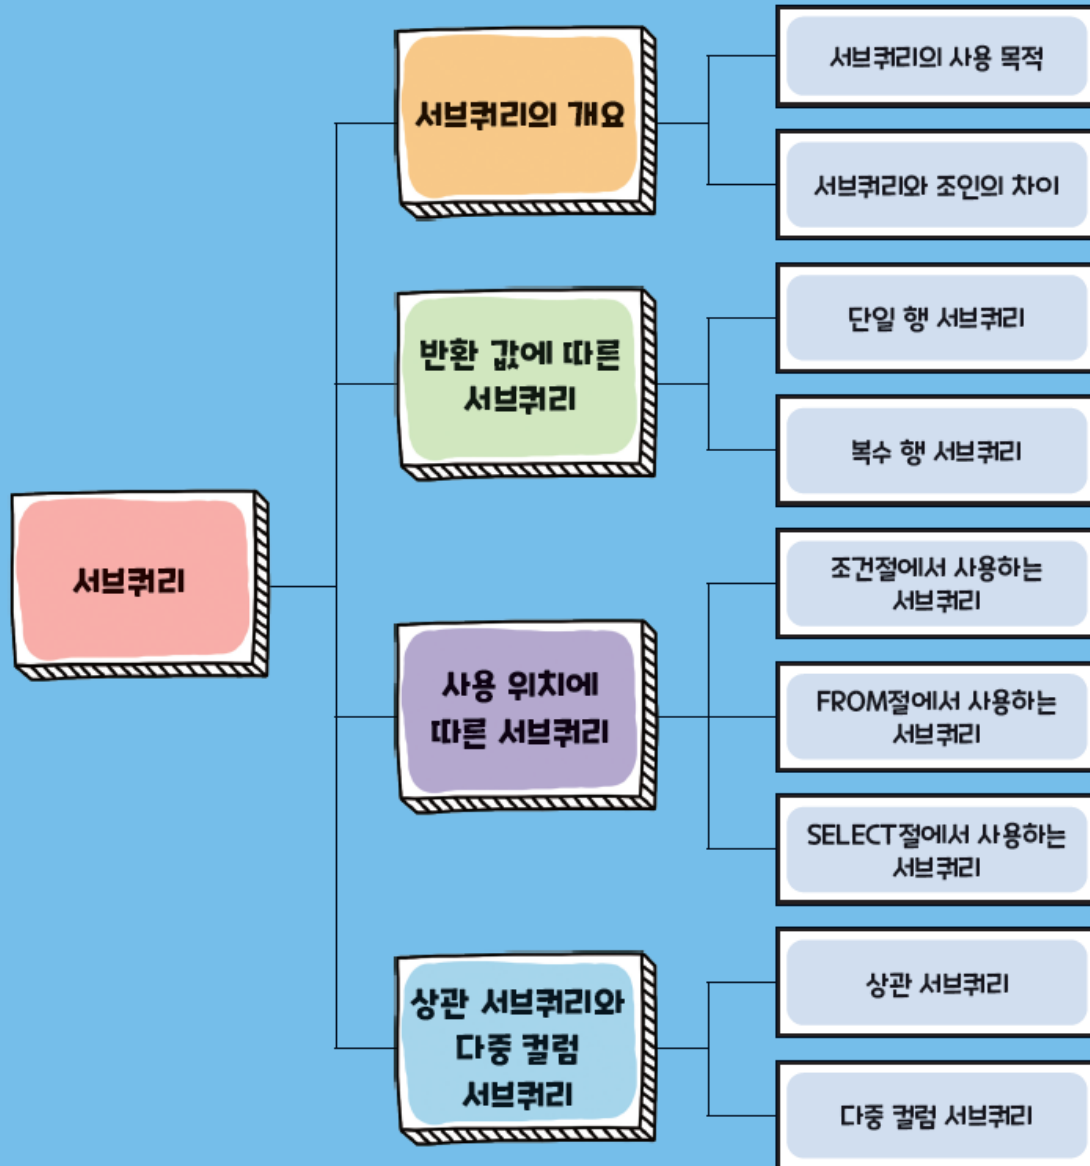 서브쿼리
서브쿼리의 개요
서브쿼리의 사용 목적
서브쿼리와 조인의 차이
반환 값에 따른
서브쿼리
단일 행 서브쿼리
복수 행 서브쿼리
사용 위치에
따른 서브쿼리
조건절에서 사용하는
서브쿼리
FROM절에서 사용하는
서브쿼리
SELECT절에서 사용하는
서브쿼리
상관 서브쿼리와
다중 컬럼
서브쿼리
상관 서브쿼리
다중 컬럼 서브쿼리